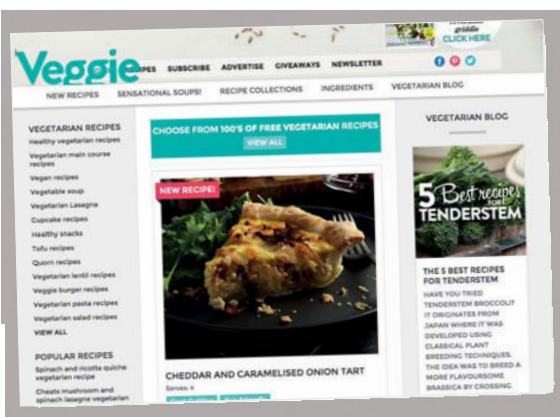 griddle
CLICK HERE
Veggie
SUBSCRIBE ADVERTISE GIVEAWAYS NEWSLETTER
NEW RECIPES SENSATIONAL SOUPS! RECIPE COLLECTIONS INGREDIENTS VEGETARIAN BLOG
VEGETARIAN RECIPES
Healthy vegetarian recipes
Vegetarian main course
recipes
Vegan recipes
Vegetable soup
Vegetarian Lasagna
Cupcake recipes
Healthy snacks
Tofu recipes
Quorn recipes
Vegetarian lentil recipes
Veggie burger recipes
Vegetarian pasta recipes
Vegetarian salad recipes
VIEW ALL
POPULAR RECIPES
Spinach and ricotta quiche
vegetarian recipe
Cheats mushroom and
spinach lasagne vegetarian
CHOOSE FROM 100'S OF FREE VEGETARIAN RECIPES
VIEW ALL
NEW RECIPE!
CHEDDAR AND CARAMELISED ONION TART
Serves: 4
VEGETARIAN BLOG
5 Best recipes
FOR
TENDERSTEM
THE 5 BEST RECIPES
FOR TENDERSTEM
HAVE YOU TRIED
TENDERSTEM BROCCOLI?
IT ORIGINATES FROM
JAPAN WHERE IT WAS
DEVELOPED USING
CLASSICAL PLANT
BREEDING TECHNIQUES.
THE IDEA WAS TO BREED A
MORE FLAVOURSOME
BRASSICA BY CROSSING